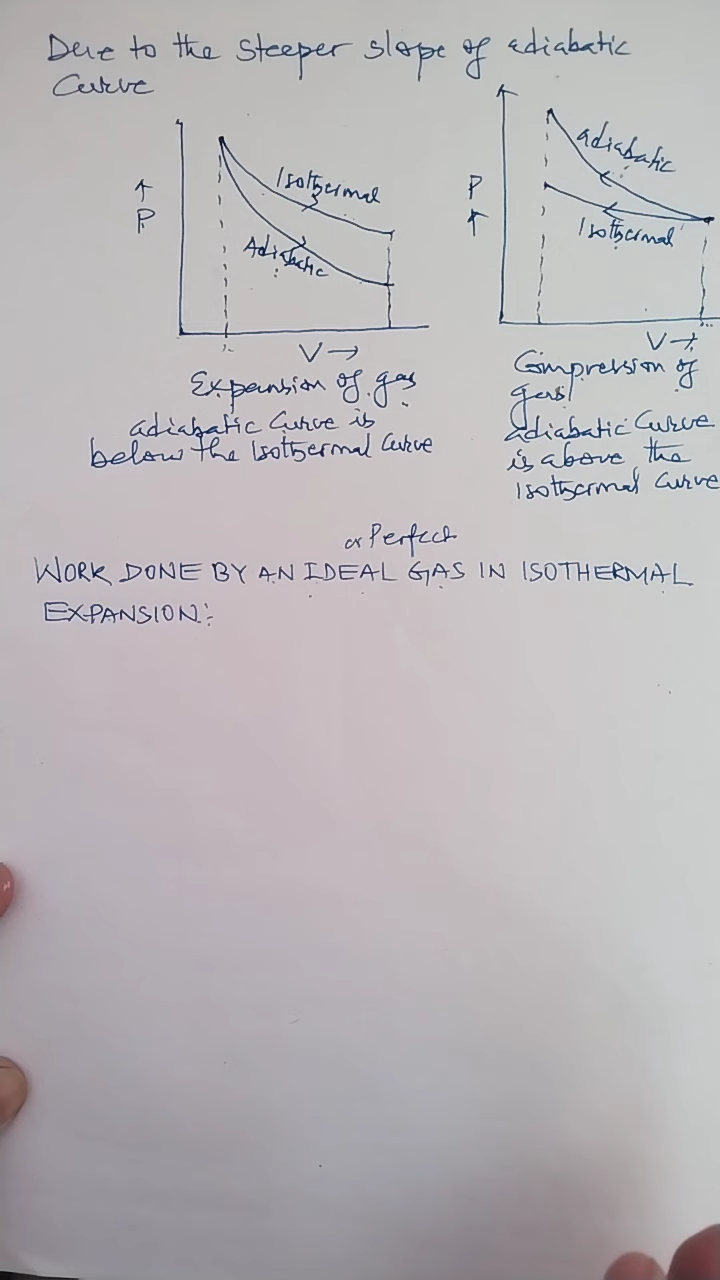 Due to the steeper slope of adiabatic
Curve
↑
P
Isothermal
Adiabatic
V →
Expansion of gas
adiabatic Curve is
below the Isothermal Curve
P
↑
adiabatic
Isothermal
V →
Compression of
gas
adiabatic Curve
is above the
Isothermal Curve
or Perfect
WORK DONE BY AN IDEAL GAS IN ISOTHERMAL
EXPANSION:-